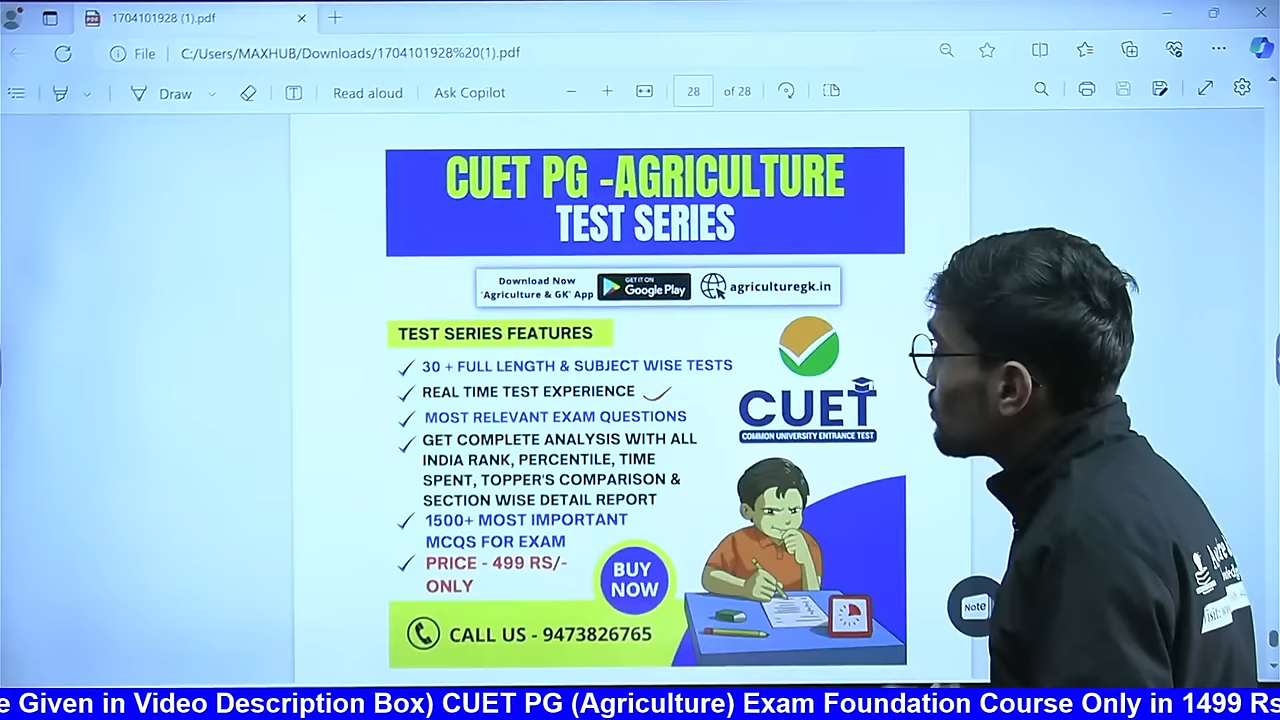 1704101928 (1).pdf
File
C:/Users/MAXHUB/Downloads/1704101928%20(1).pdf
Draw
Read aloud
Ask Copilot
28
of 28
CUET PG -AGRICULTURE
TEST SERIES
Download Now
'Agriculture & GK' App
GET IT ON
Google Play
agriculturegk.in
TEST SERIES FEATURES
30 + FULL LENGTH & SUBJECT WISE TESTS
REAL TIME TEST EXPERIENCE
MOST RELEVANT EXAM QUESTIONS
GET COMPLETE ANALYSIS WITH ALL
INDIA RANK, PERCENTILE, TIME
SPENT, TOPPER'S COMPARISON &
SECTION WISE DETAIL REPORT
1500+ MOST IMPORTANT
MCQS FOR EXAM
PRICE - 499 RS/-
ONLY
CUET
COMMON UNIVERSITY ENTRANCE TEST
BUY
NOW
CALL US - 9473826765
Note
e Given in Video Description Box) CUET PG (Agriculture) Exam Foundation Course Only in 1499 Rs